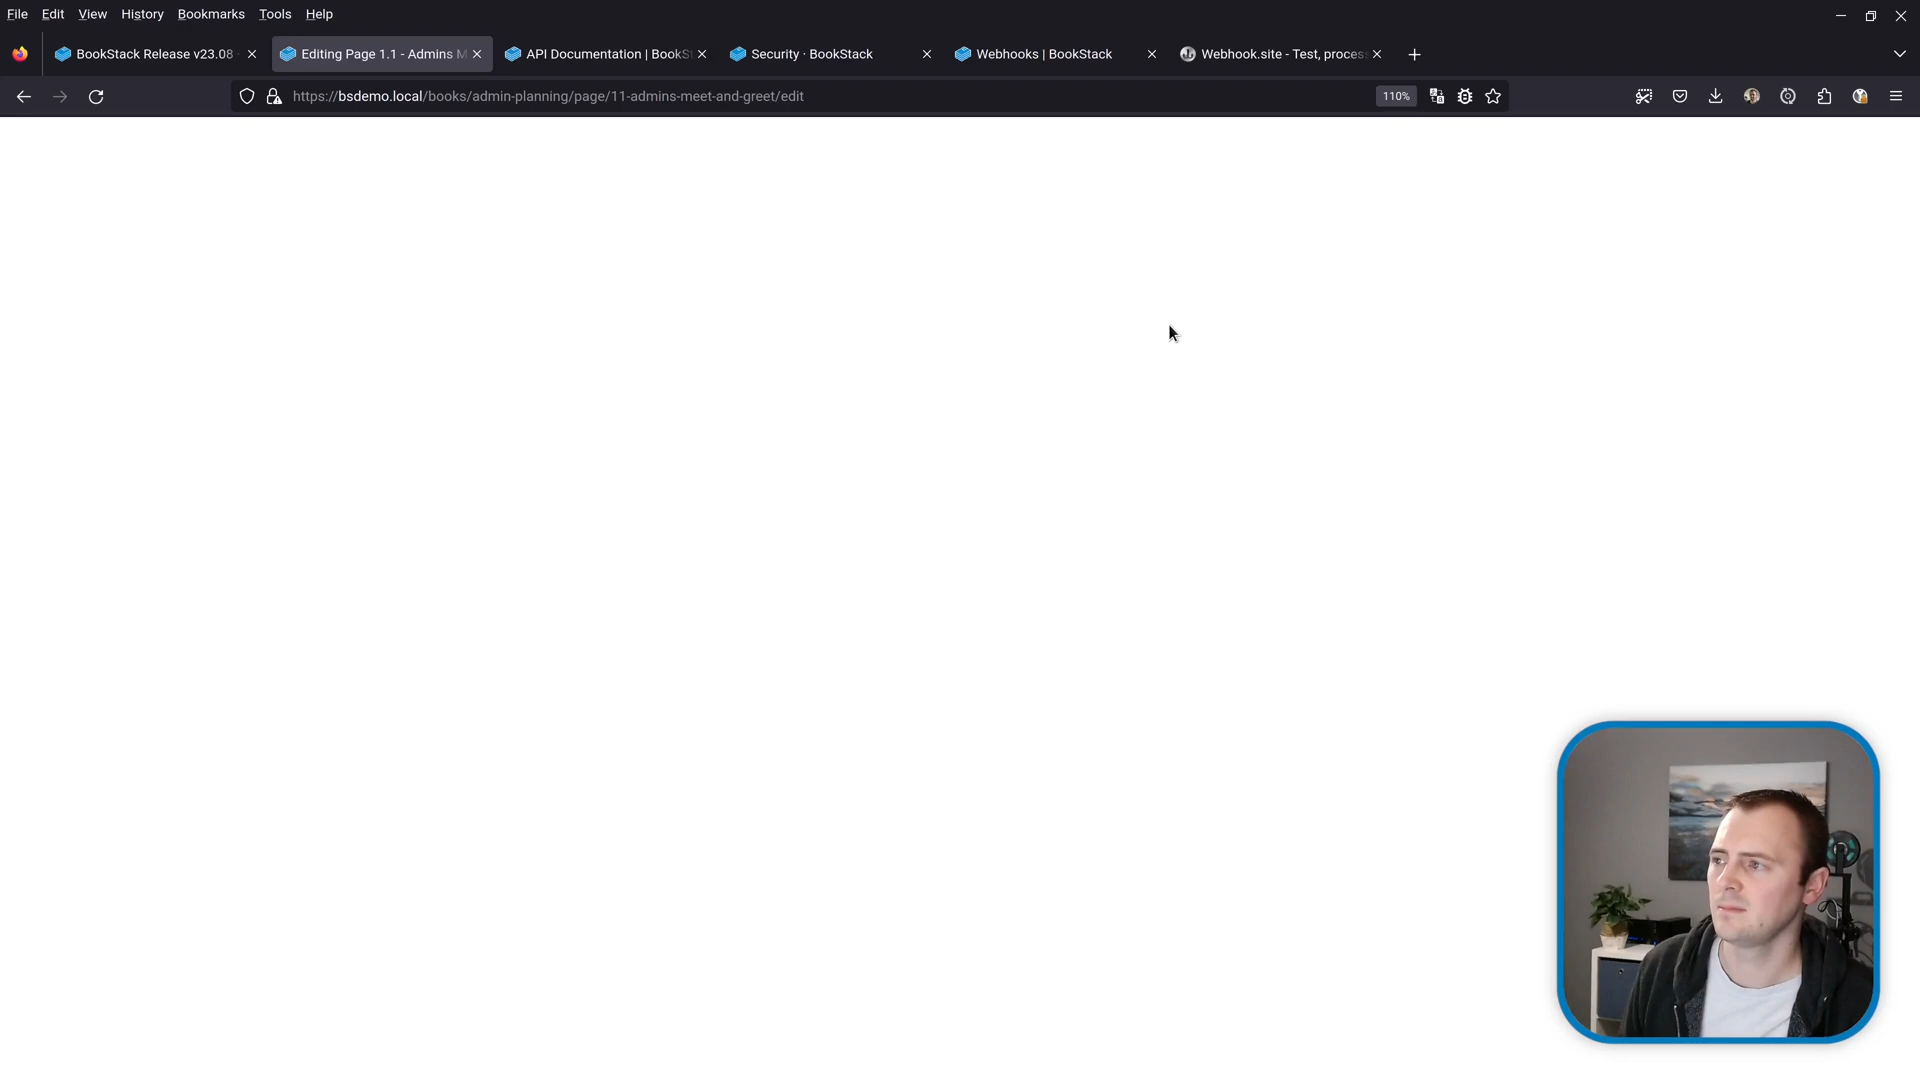 File Edit View History Bookmarks Tools Help
BookStack Release v23.08
Editing Page 1.1 - Admins M
API Documentation | BookSt
Security · BookStack
Webhooks | BookStack
Webhook.site - Test, proces
https://bsdemo.local/books/admin-planning/page/11-admins-meet-and-greet/edit
110%